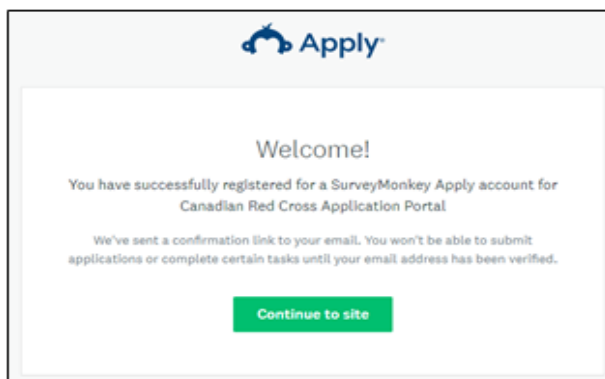 Apply
Welcome!
You have successfully registered for a SurveyMonkey Apply account for
Canadian Red Cross Application Portal
We've sent a confirmation link to your email. You won't be able to submit
applications or complete certain tasks until your email address has been verified.
Continue to site